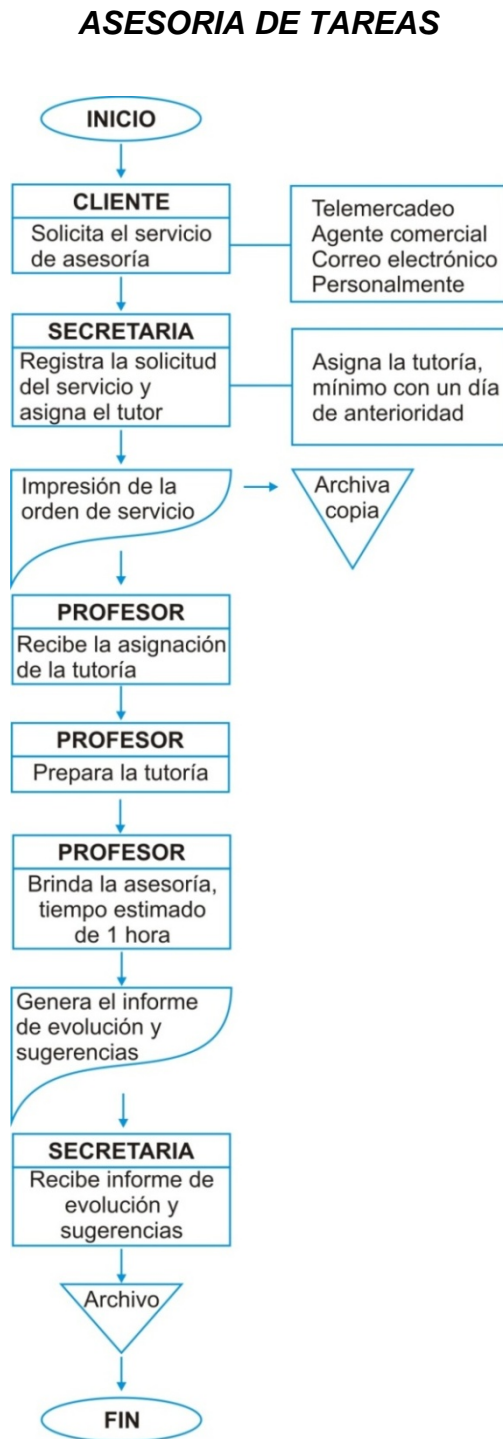 ASESORIA DE TAREAS
INICIO
CLIENTE
Solicita el servicio
de asesoría
Telemercadeo
Agente comercial
Correo electrónico
Personalmente
SECRETARIA
Registra la solicitud
del servicio y
asigna el tutor
Asigna la tutoría,
mínimo con un día
de anterioridad
Impresión de la
orden de servicio
Archiva
copia
PROFESOR
Recibe la asignación
de la tutoría
PROFESOR
Prepara la tutoría
PROFESOR
Brinda la asesoría,
tiempo estimado
de 1 hora
Genera el informe
de evolución y
sugerencias
SECRETARIA
Recibe informe de
evolución y
sugerencias
Archivo
FIN